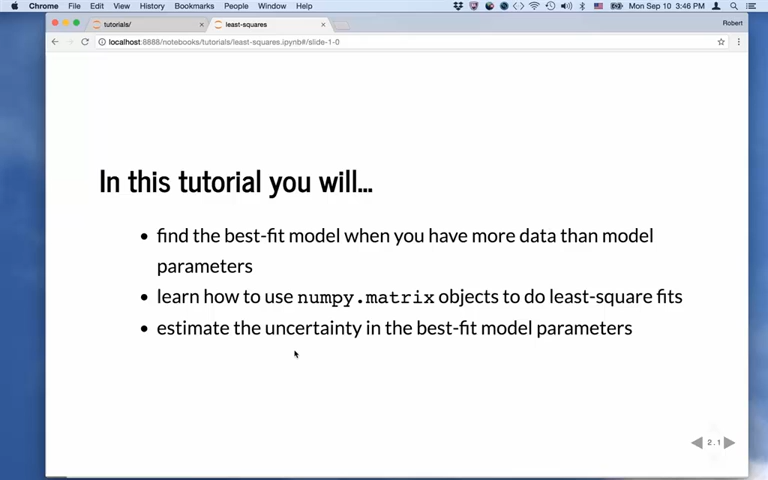 Chrome File Edit View History Bookmarks People Window Help Mon Sep 10 3:46 PM
tutorials/ least-squares Robert
localhost:8888/notebooks/tutorials/least-squares.ipynb#/slide-1-0
In this tutorial you will...
find the best-fit model when you have more data than model
parameters
learn how to use numpy.matrix objects to do least-square fits
estimate the uncertainty in the best-fit model parameters
2.1